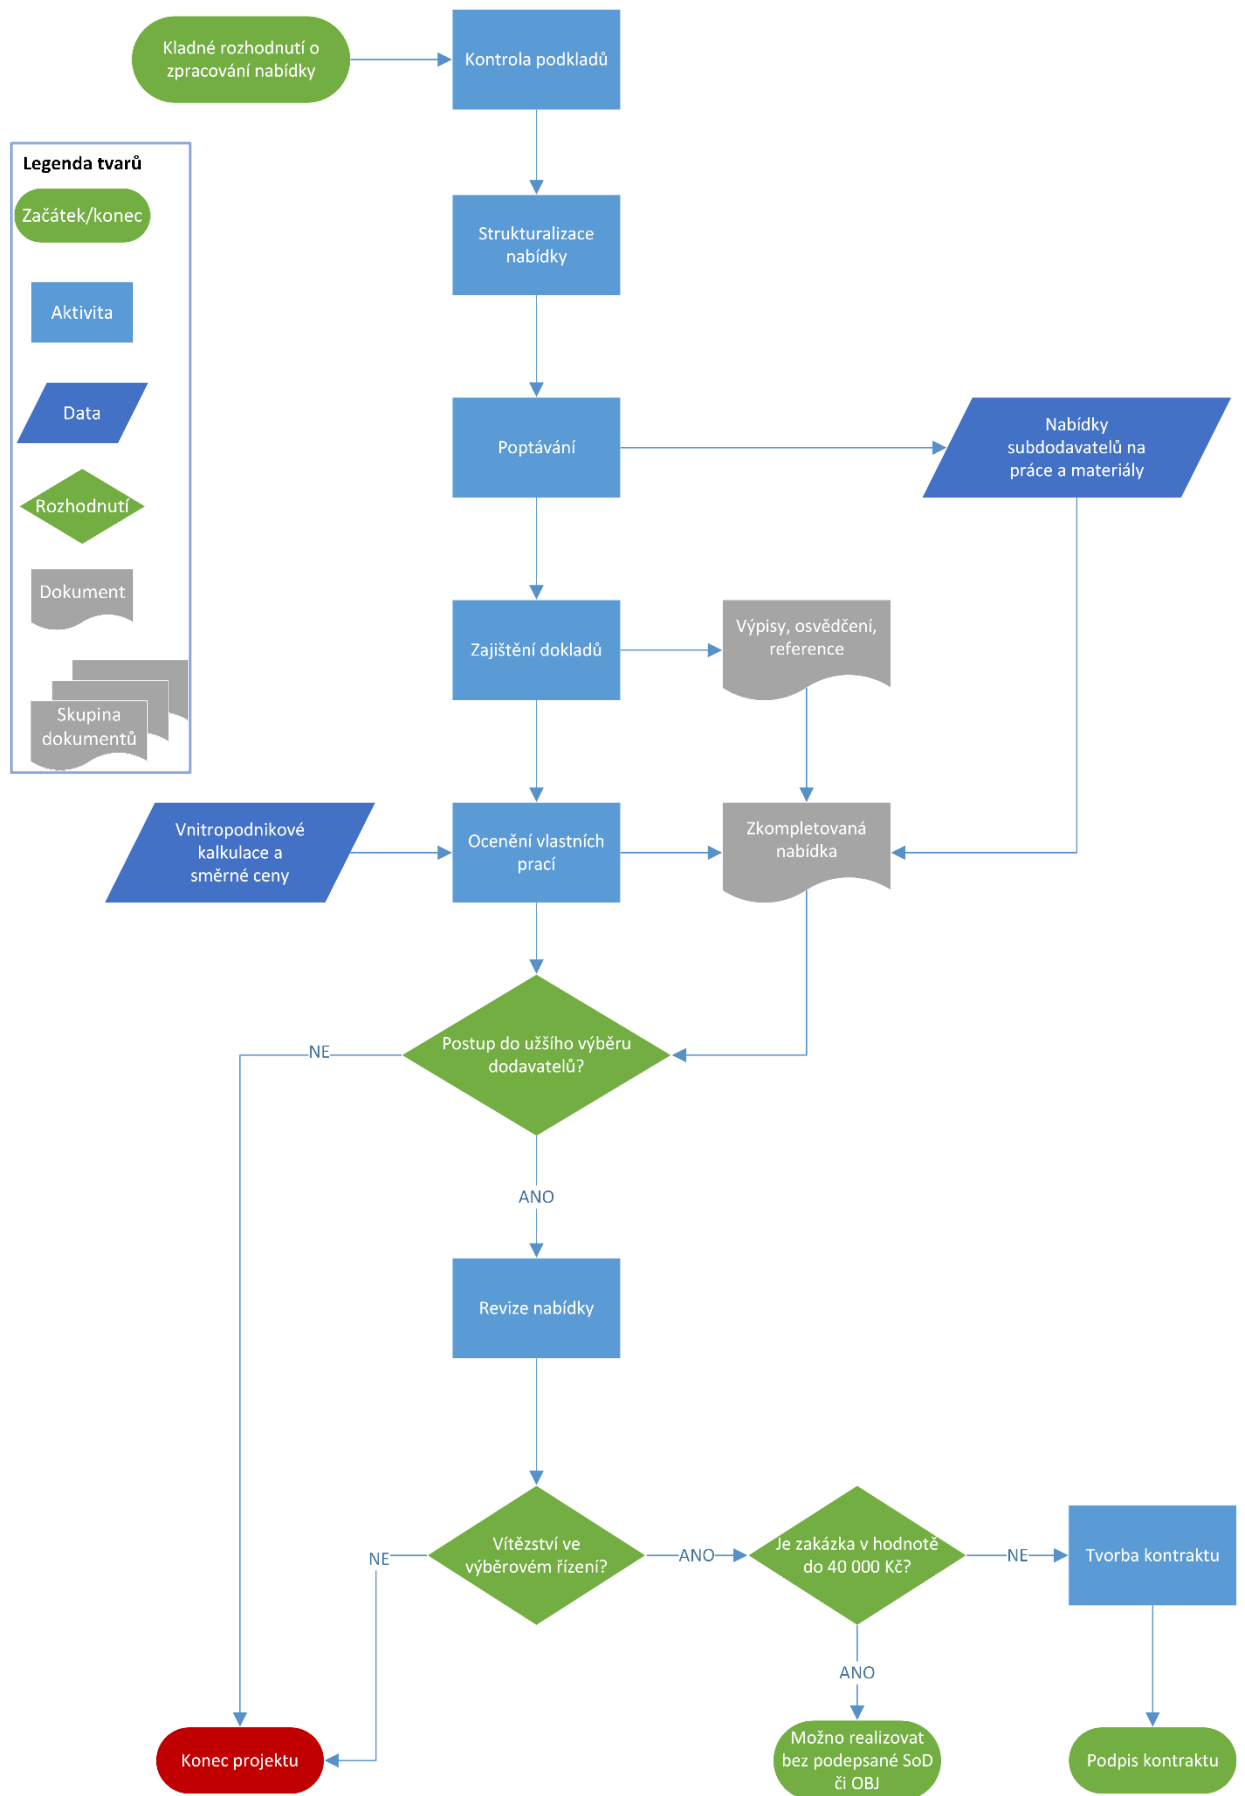 Kladné rozhodnutí o
zpracování nabídky
Kontrola podkladů
Legenda tvarů
Začátek/konec
Aktivita
Data
Rozhodnutí
Dokument
Skupina
dokumentů
Strukturalizace
nabídky
Poptávání
Nabídky
subdodavatelů na
práce a materiály
Zajištění dokladů
Výpisy, osvědčení,
reference
Vnitropodnikové
kalkulace a
směrné ceny
Ocenění vlastních
prací
Zkompletovaná
nabídka
Postup do užšího výběru
dodavatelů?
NE
ANO
Revize nabídky
Vítězství ve
výběrovém řízení?
NE
ANO
Je zakázka v hodnotě
do 40 000 Kč?
NE
Tvorba kontraktu
ANO
Konec projektu
Možno realizovat
bez podepsané SoD
či OBJ
Podpis kontraktu